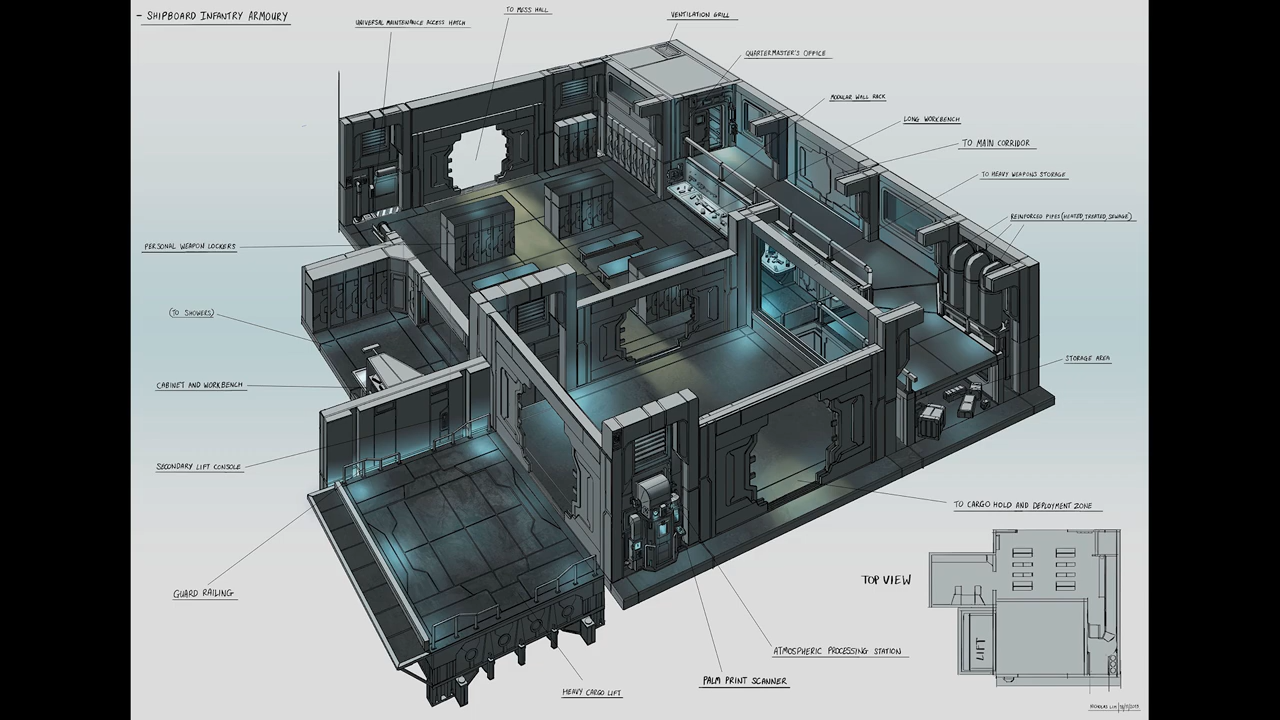 - SHIPBOARD INFANTRY ARMOURY
UNIVERSAL MAINTENANCE ACCESS HATCH
TO MESS HALL
VENTILATION GRILL
QUARTERMASTER'S OFFICE
MODULAR WALL RACK
LONG WORKBENCH
TO MAIN CORRIDOR
TO HEAVY WEAPONS STORAGE
REINFORCED PIPES (HEATED, TREATED, SEWAGE)
PERSONAL WEAPON LOCKERS
(TO SHOWERS)
STORAGE AREA
CABINET AND WORKBENCH
SECONDARY LIFT CONSOLE
TO CARGO HOLD AND DEPLOYMENT ZONE
GUARD RAILING
TOP VIEW
LIFT
ATMOSPHERIC PROCESSING STATION
PALM PRINT SCANNER
HEAVY CARGO LIFT
NICHOLAS LIM